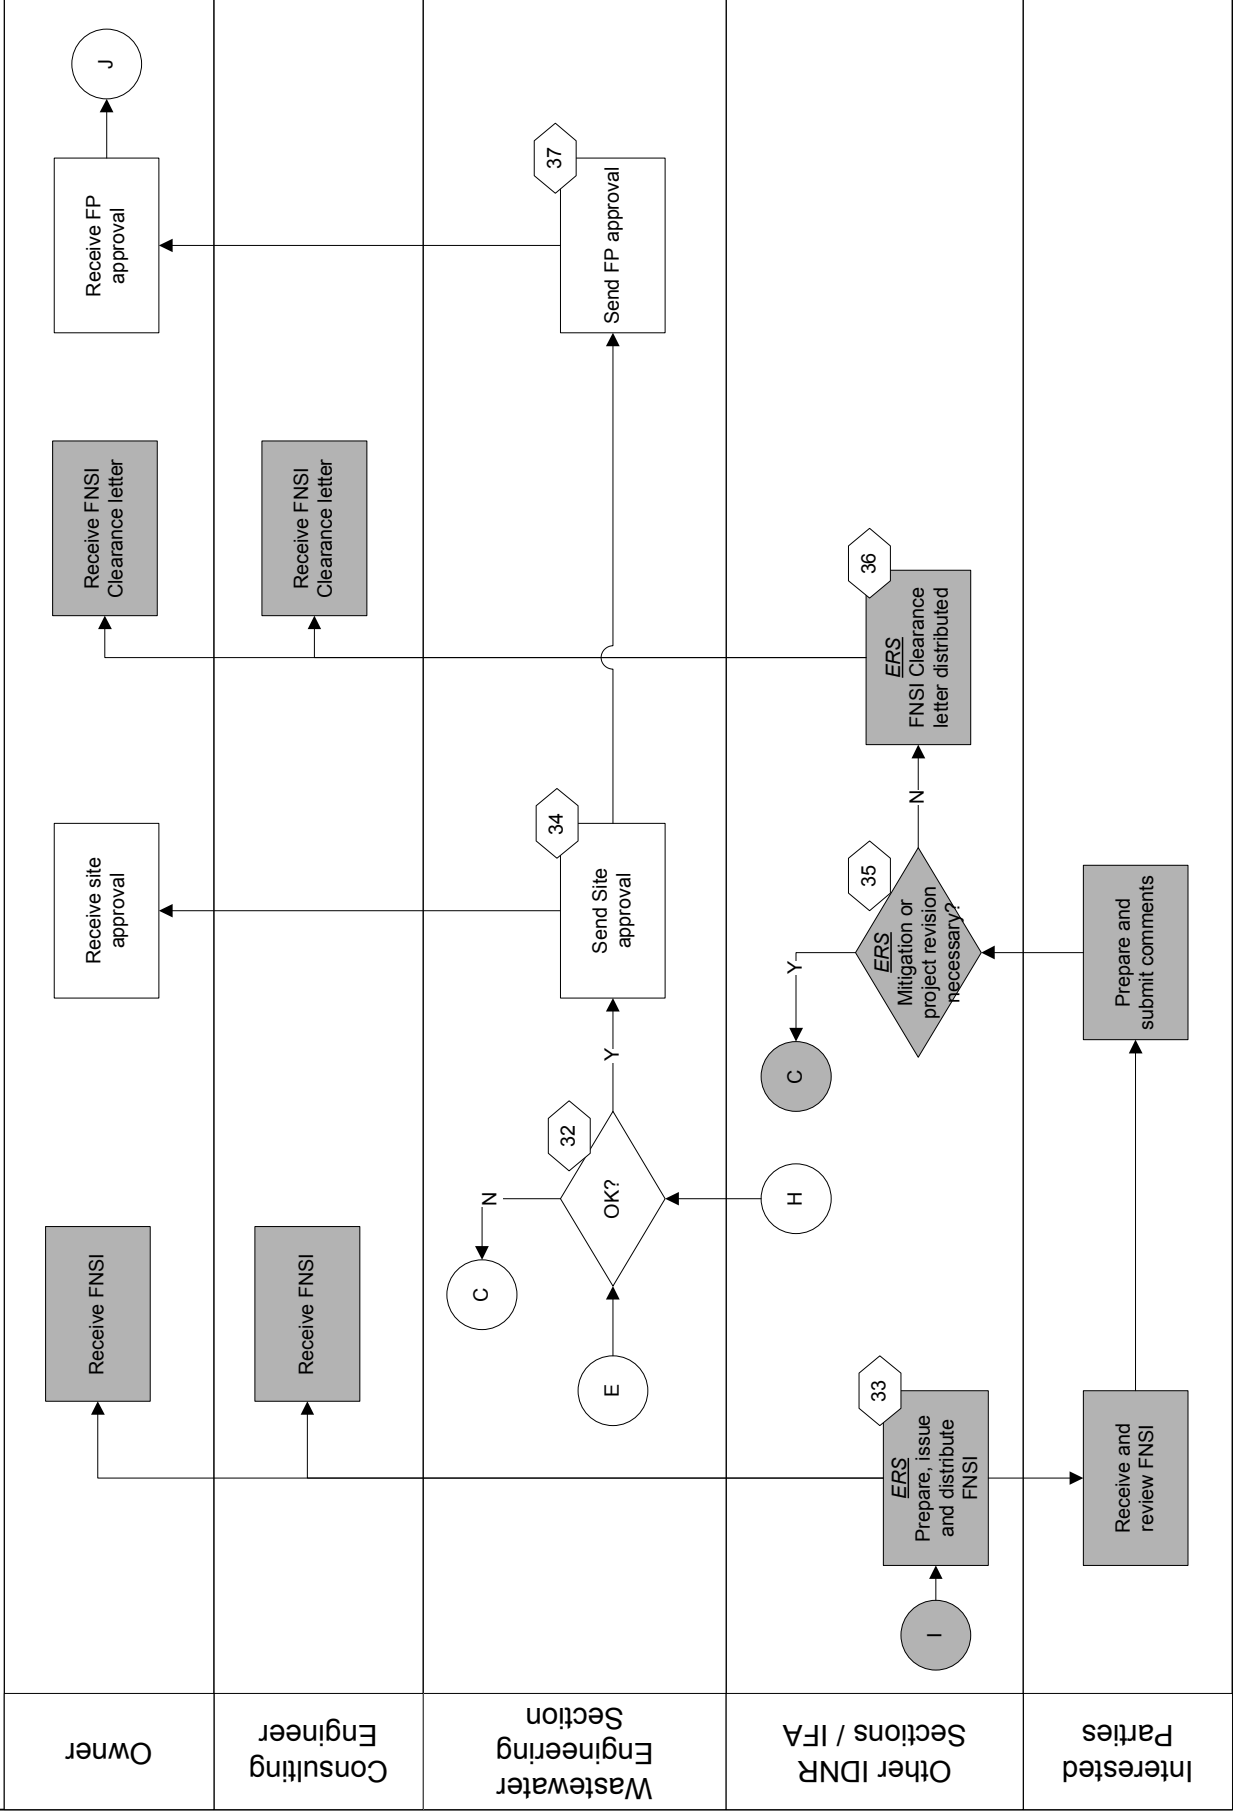 Owner
Receive FNSI
Receive site
approval
Receive FNSI
Clearance letter
Receive FP
approval
J
Consulting
Engineer
Receive FNSI
Receive FNSI
Clearance letter
Wastewater
Engineering
Section
E
C
N
OK?
32
Y
Send Site
approval
34
Send FP approval
37
Other IDNR
Sections / IFA
I
ERS
Prepare, issue
and distribute
FNSI
33
H
C
Y
ERS
Mitigation or
project revision
necessary?
35
N
ERS
FNSI Clearance
letter distributed
36
Interested
Parties
Receive and
review FNSI
Prepare and
submit comments